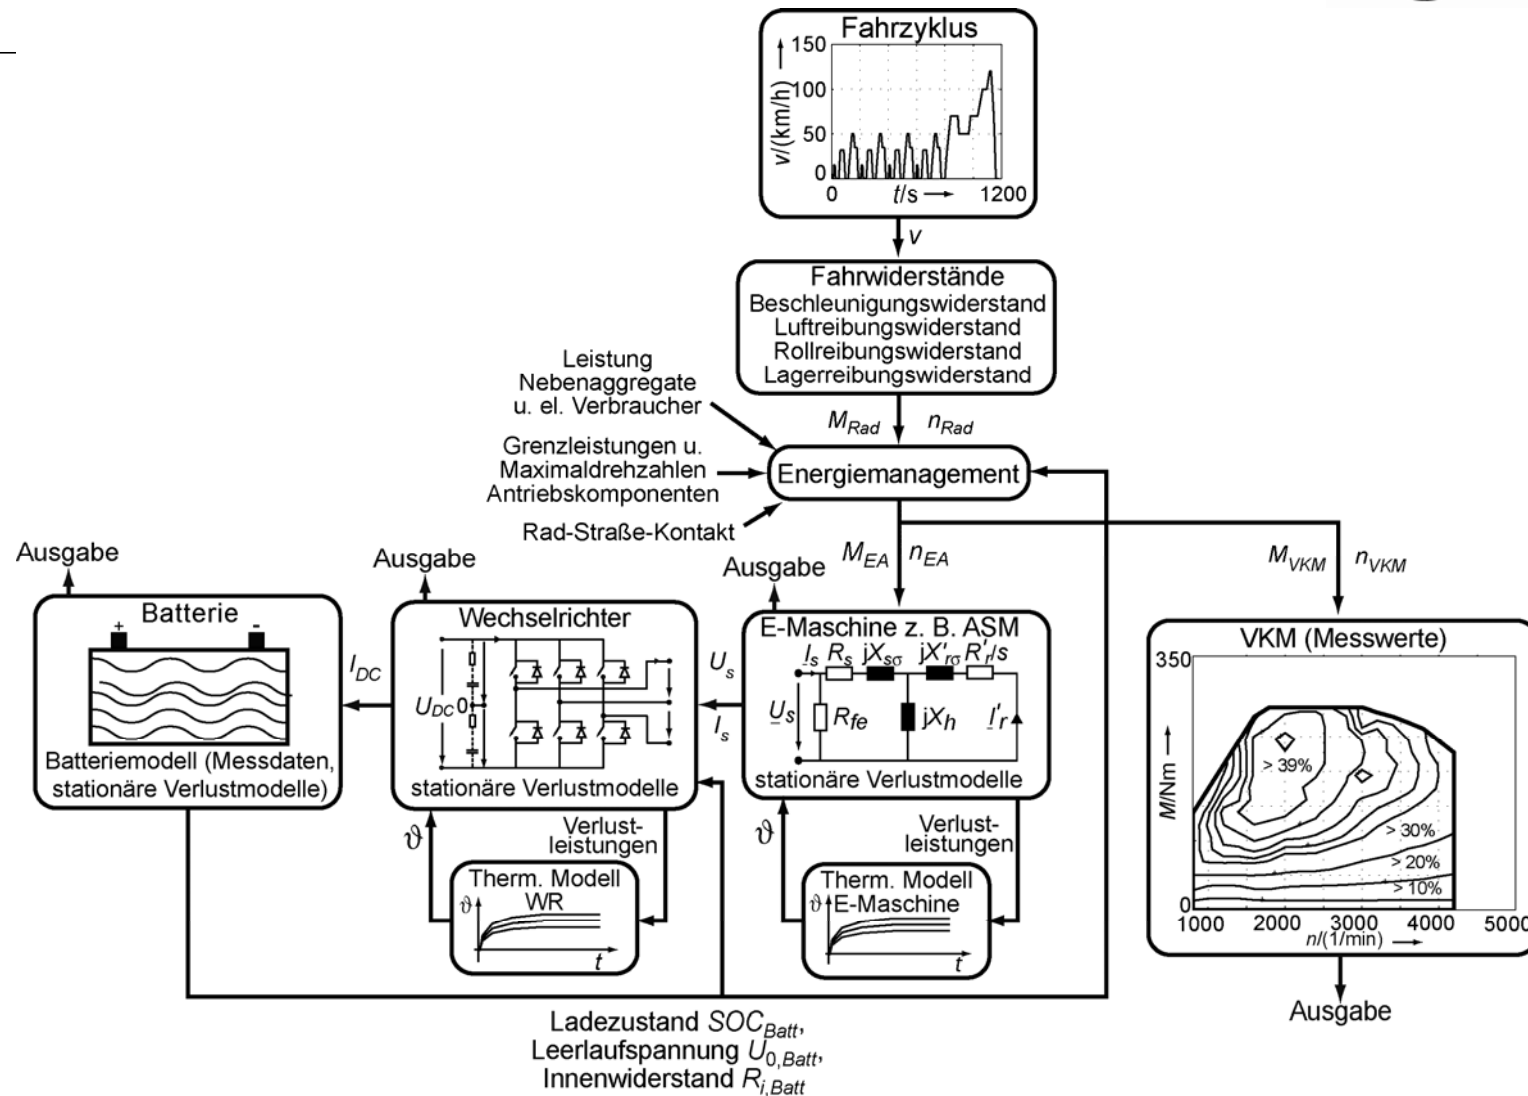 Fahrzyklus
150
100
50
0
v/(km/h)
0
t/s
1200
v
Fahrwiderstände
Beschleunigungswiderstand
Luftreibungswiderstand
Rollreibungswiderstand
Lagerreibungswiderstand
Leistung
Nebenaggregate
u. el. Verbraucher
M_Rad n_Rad
Grenzleistungen u.
Maximaldrehzahlen
Antriebskomponenten
Energiemanagement
Rad-Straße-Kontakt
M_EA n_EA
M_VKM n_VKM
Ausgabe
Batterie
+ -
Batteriemodell (Messdaten,
stationäre Verlustmodelle)
I_DC
Ausgabe
Wechselrichter
U_DC 0
stationäre Verlustmodelle
U_s
I_s
Ausgabe
E-Maschine z. B. ASM
I_s R_s jX_sσ jX'_rσ R'_r/s
U_s R_fe jX_h I'_r
stationäre Verlustmodelle
VKM (Messwerte)
350
M/Nm
0
> 39%
> 30%
> 20%
> 10%
1000 2000 3000 4000 5000
n/(1/min)
Ausgabe
ϑ
Verlust-
leistungen
Therm. Modell
WR
ϑ
t
ϑ
Verlust-
leistungen
Therm. Modell
E-Maschine
ϑ
t
Ladezustand SOC_Batt,
Leerlaufspannung U_0,Batt,
Innenwiderstand R_i,Batt